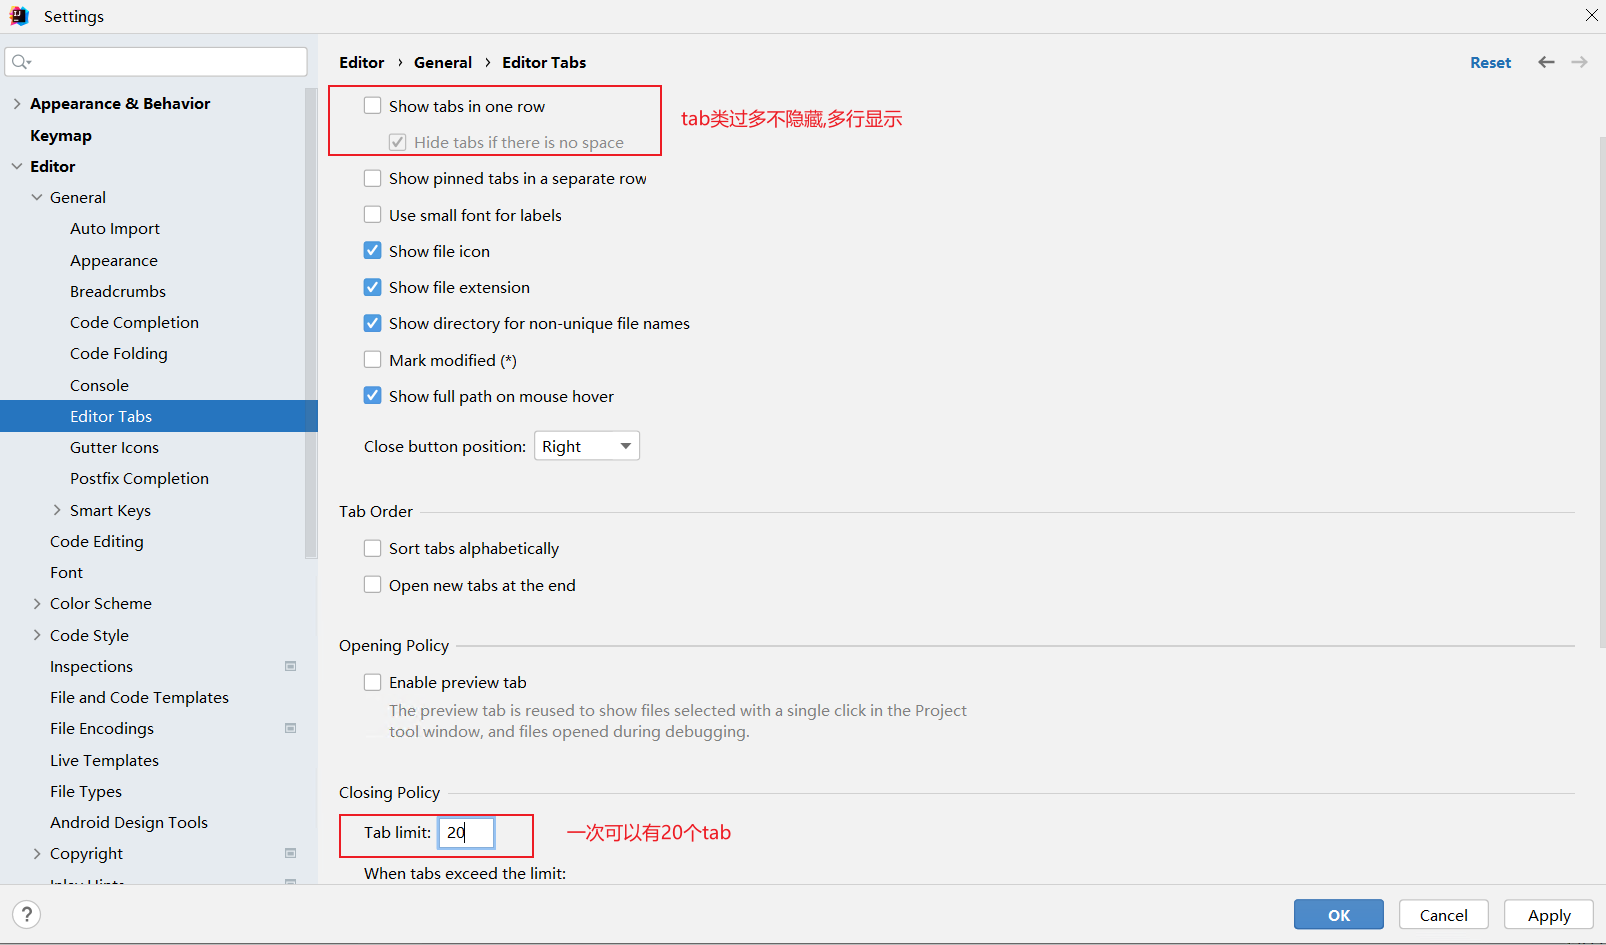 Settings
Appearance & Behavior
Keymap
Editor
General
Auto Import
Appearance
Breadcrumbs
Code Completion
Code Folding
Console
Editor Tabs
Gutter Icons
Postfix Completion
Smart Keys
Code Editing
Font
Color Scheme
Code Style
Inspections
File and Code Templates
File Encodings
Live Templates
File Types
Android Design Tools
Copyright
Inlay Hints
Editor › General › Editor Tabs
Reset
Show tabs in one row
tab类过多不隐藏,多行显示
Hide tabs if there is no space
Show pinned tabs in a separate row
Use small font for labels
Show file icon
Show file extension
Show directory for non-unique file names
Mark modified (*)
Show full path on mouse hover
Close button position: Right
Tab Order
Sort tabs alphabetically
Open new tabs at the end
Opening Policy
Enable preview tab
The preview tab is reused to show files selected with a single click in the Project
tool window, and files opened during debugging.
Closing Policy
Tab limit: 20
一次可以有20个tab
When tabs exceed the limit:
?
OK
Cancel
Apply